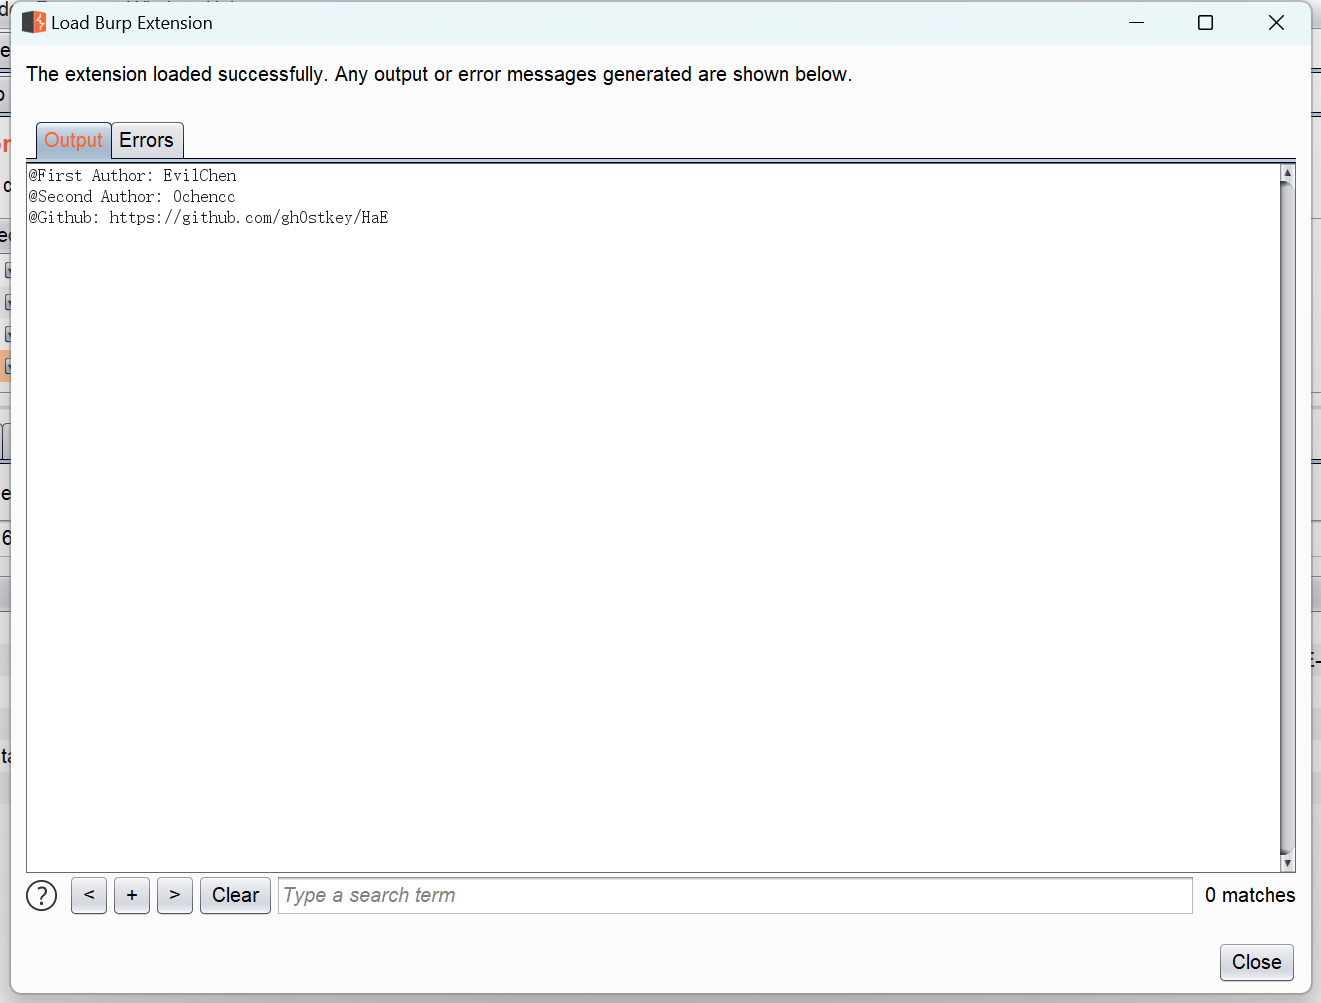 Load Burp Extension
The extension loaded successfully. Any output or error messages generated are shown below.
Output Errors
@First Author: EvilChen
@Second Author: 0chencc
@Github: https://github.com/gh0stkey/HaE
? < + > Clear Type a search term 0 matches
Close